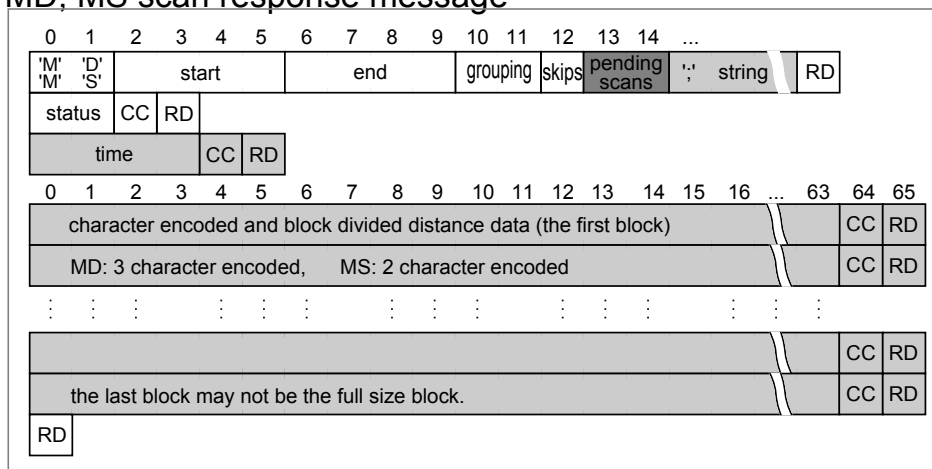 MD, MS scan response message
0 1 2 3 4 5 6 7 8 9 10 11 12 13 14 ...
'M' 'D' start end grouping skips pending scans ';' string RD
'M' 'S'
status CC RD
time CC RD
0 1 2 3 4 5 6 7 8 9 10 11 12 13 14 15 16 ... 63 64 65
character encoded and block divided distance data (the first block) CC RD
MD: 3 character encoded, MS: 2 character encoded CC RD
CC RD
the last block may not be the full size block. CC RD
RD